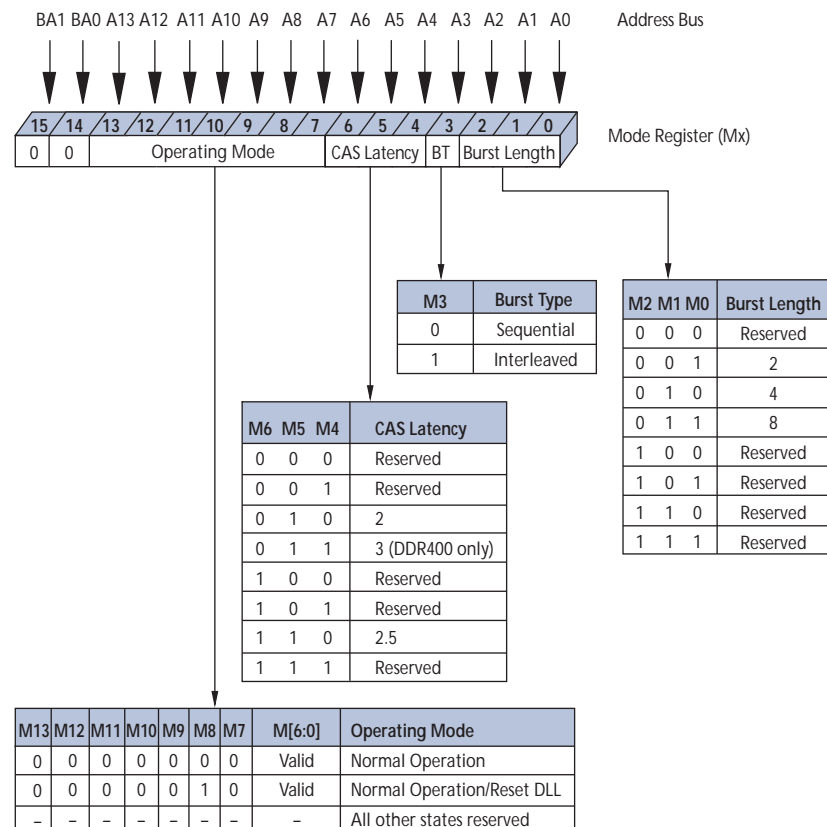 BA1 BA0 A13 A12 A11 A10 A9 A8 A7 A6 A5 A4 A3 A2 A1 A0 Address Bus
15 14 13 12 11 10 9 8 7 6 5 4 3 2 1 0
Mode Register (Mx)
0 0 Operating Mode CAS Latency BT Burst Length
M3 Burst Type
0 Sequential
1 Interleaved
M2 M1 M0 Burst Length
0 0 0 Reserved
0 0 1 2
0 1 0 4
0 1 1 8
1 0 0 Reserved
1 0 1 Reserved
1 1 0 Reserved
1 1 1 Reserved
M6 M5 M4 CAS Latency
0 0 0 Reserved
0 0 1 Reserved
0 1 0 2
0 1 1 3 (DDR400 only)
1 0 0 Reserved
1 0 1 Reserved
1 1 0 2.5
1 1 1 Reserved
M13 M12 M11 M10 M9 M8 M7 M[6:0] Operating Mode
0 0 0 0 0 0 0 Valid Normal Operation
0 0 0 0 0 1 0 Valid Normal Operation/Reset DLL
– – – – – – – – All other states reserved